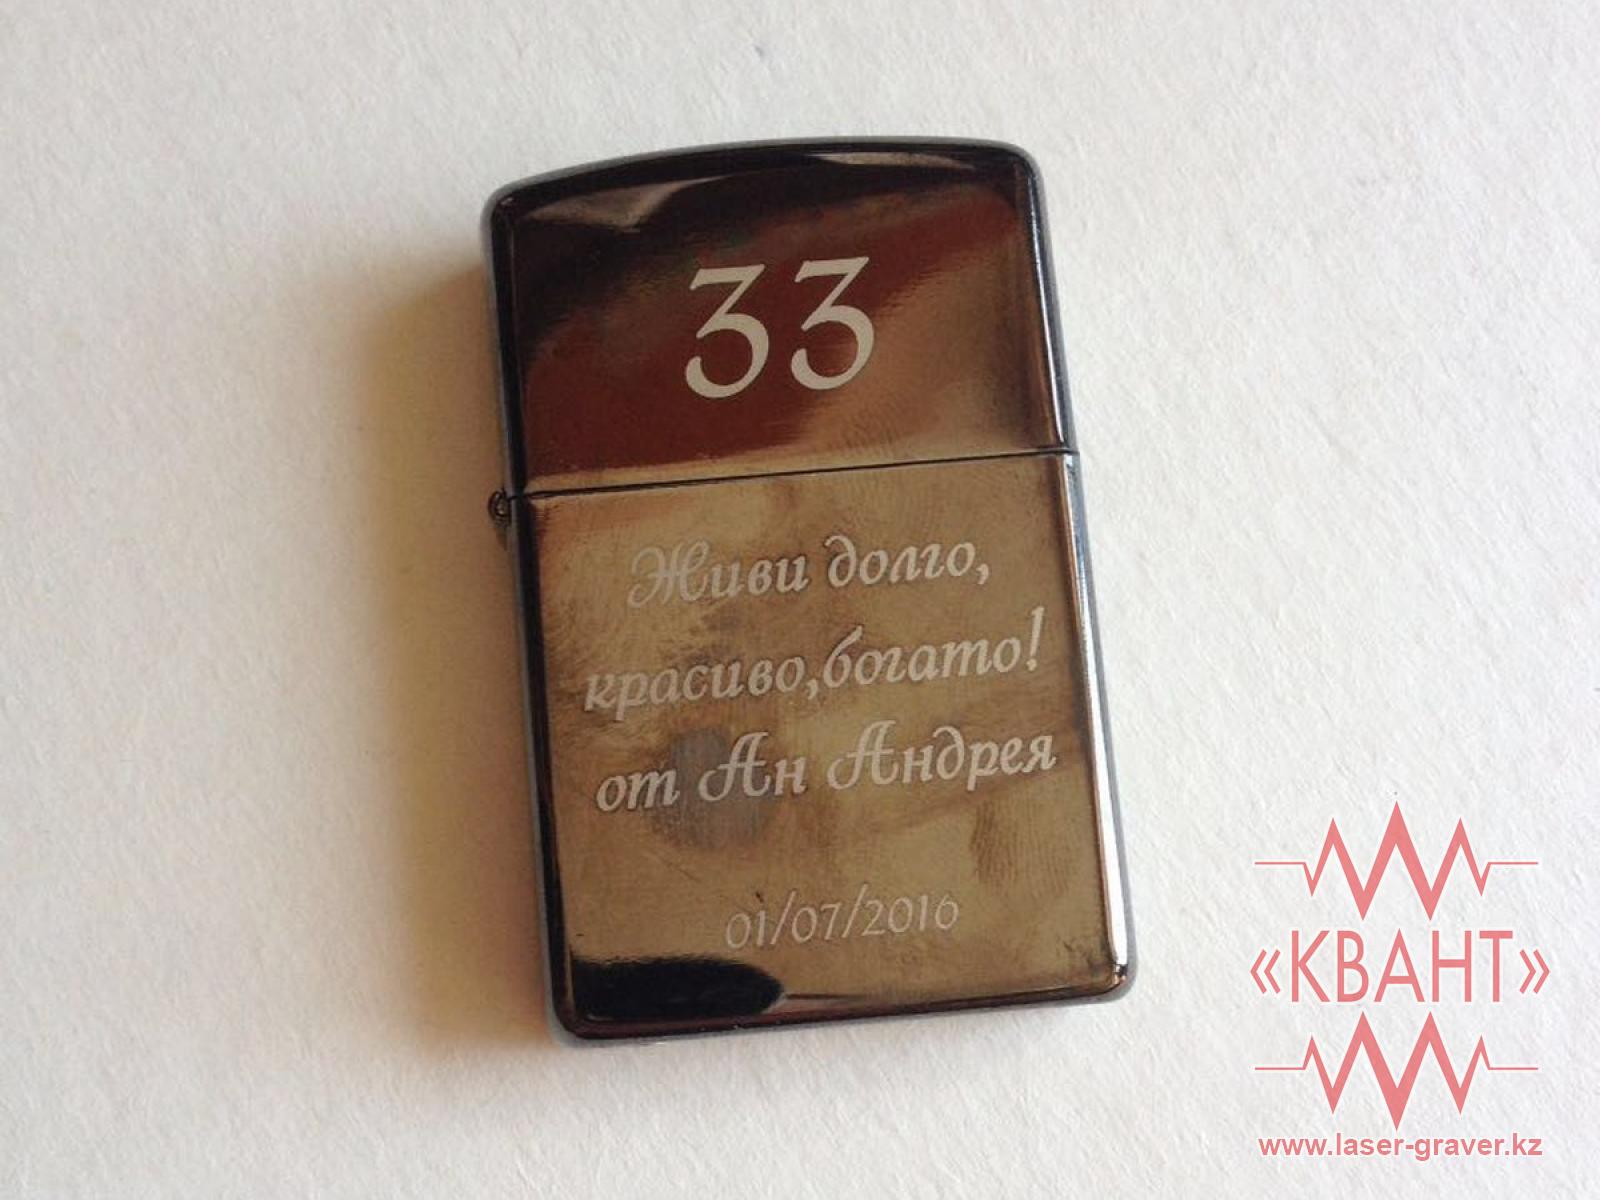 33
Живи долго,
красиво,богато!
от Ан Андрея
01/07/2016
«КВАНТ»
www.laser-graver.kz